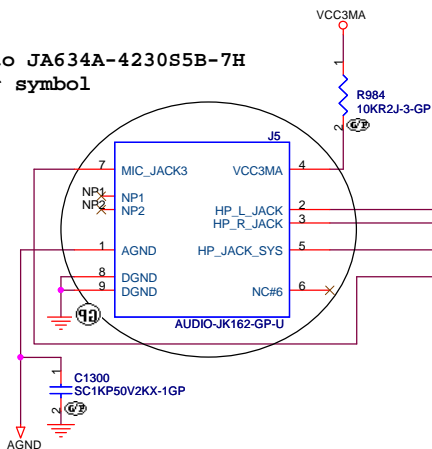 VCC3MA
o JA634A-4230S5B-7H
symbol
1
R984
10KR2J-3-GP
2
G/P
J5
7 MIC_JACK3 VCC3MA 4
NP1 NP1
NP2 NP2
HP_L_JACK 2
HP_R_JACK 3
1 AGND HP_JACK_SYS 5
8 DGND
9 DGND NC#6 6
GP
AUDIO-JK162-GP-U
1
C1300
SC1KP50V2KX-1GP
2
G/P
AGND